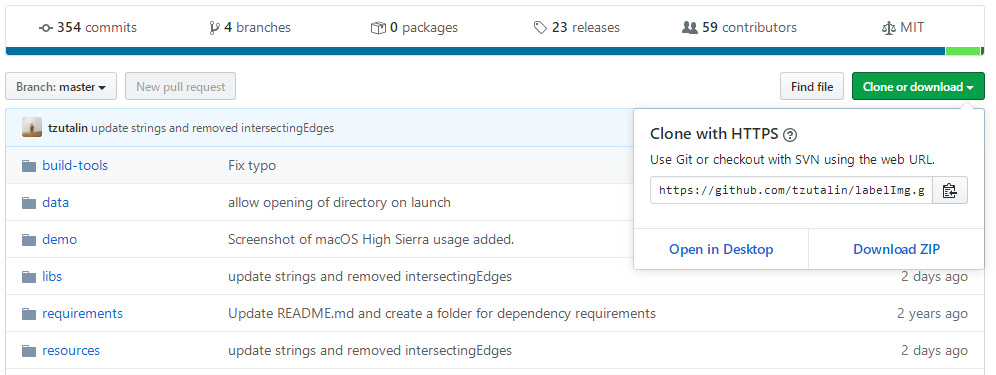 354 commits 4 branches 0 packages 23 releases 59 contributors MIT
Branch: master New pull request Find file Clone or download
tzutalin update strings and removed intersectingEdges
Clone with HTTPS ?
Use Git or checkout with SVN using the web URL.
https://github.com/tzutalin/labelImg.g
Open in Desktop Download ZIP
build-tools Fix typo
data allow opening of directory on launch
demo Screenshot of macOS High Sierra usage added.
libs update strings and removed intersectingEdges 2 days ago
requirements Update README.md and create a folder for dependency requirements 2 years ago
resources update strings and removed intersectingEdges 2 days ago